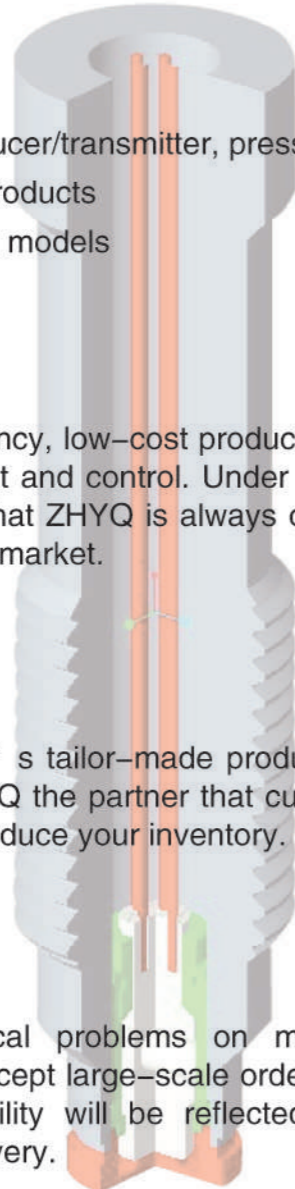 ucer/transmitter, press
roducts
models
ncy, low–cost produc
t and control. Under
hat ZHYQ is always c
market.
’ s tailor–made produ
Q the partner that cu
duce your inventory.
cal problems on m
cept large–scale orde
ility will be reflected
very.